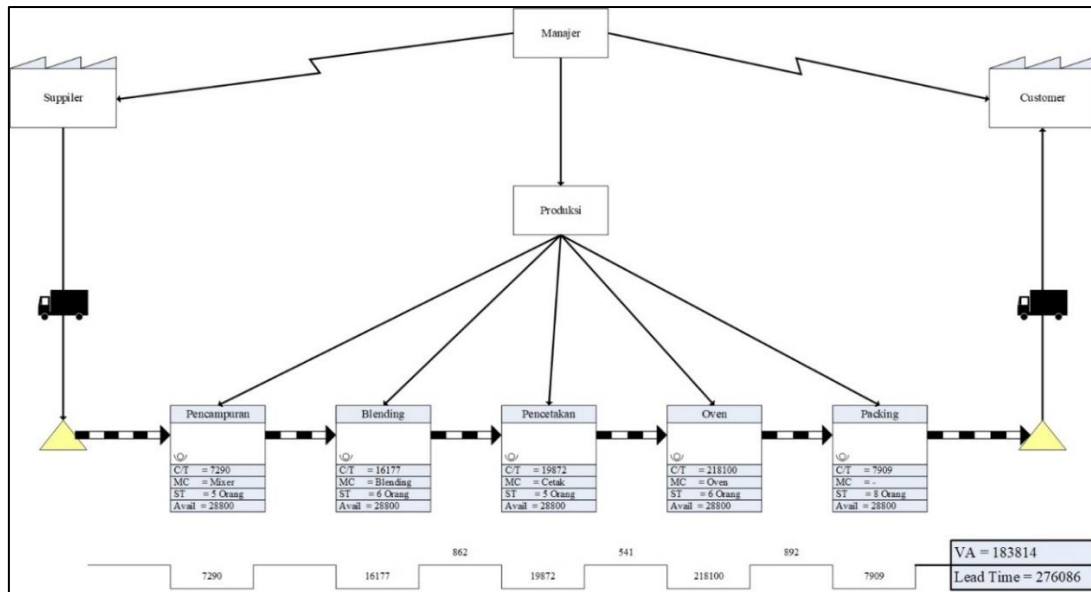 Manajer
Suppiler
Customer
Produksi
Pencampuran
C/T = 7290
MC = Mixer
ST = 5 Orang
Avail = 28800
Blending
C/T = 16177
MC = Blending
ST = 6 Orang
Avail = 28800
Pencetakan
C/T = 19872
MC = Cetak
ST = 5 Orang
Avail = 28800
Oven
C/T = 218100
MC = Oven
ST = 6 Orang
Avail = 28800
Packing
C/T = 7909
MC = -
ST = 8 Orang
Avail = 28800
862
541
892
7290
16177
19872
218100
7909
VA = 183814
Lead Time = 276086